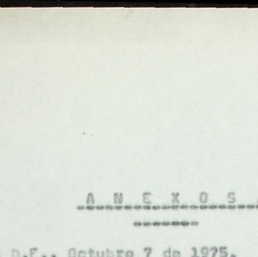 A N E X O S
D.F., Octubre 7 de 1975.